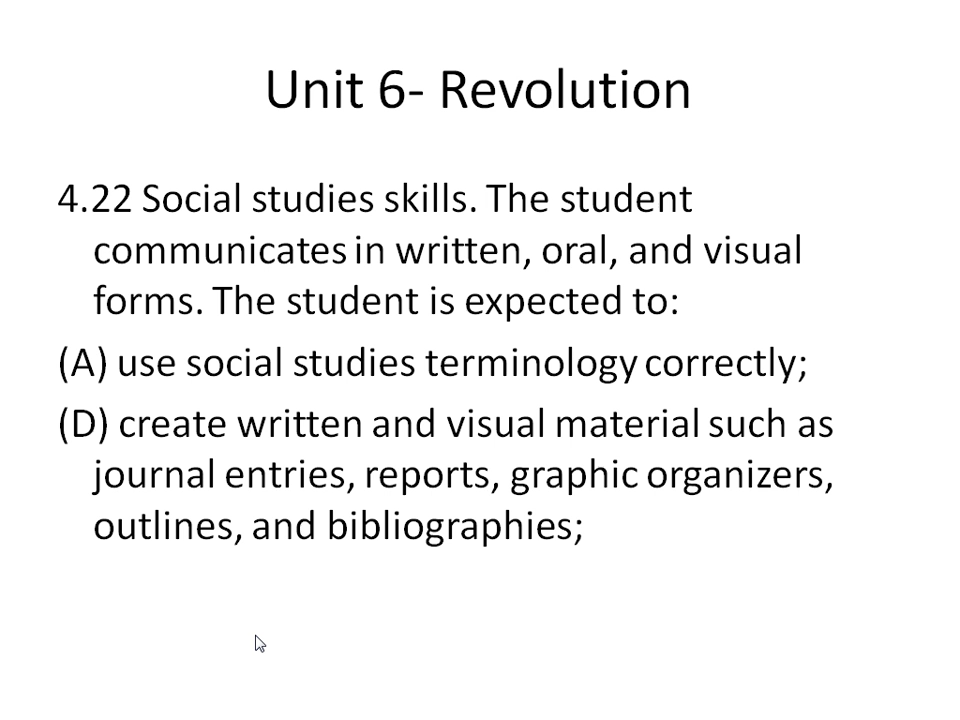 Unit 6- Revolution
4.22 Social studies skills. The student
communicates in written, oral, and visual
forms. The student is expected to:
(A) use social studies terminology correctly;
(D) create written and visual material such as
journal entries, reports, graphic organizers,
outlines, and bibliographies;